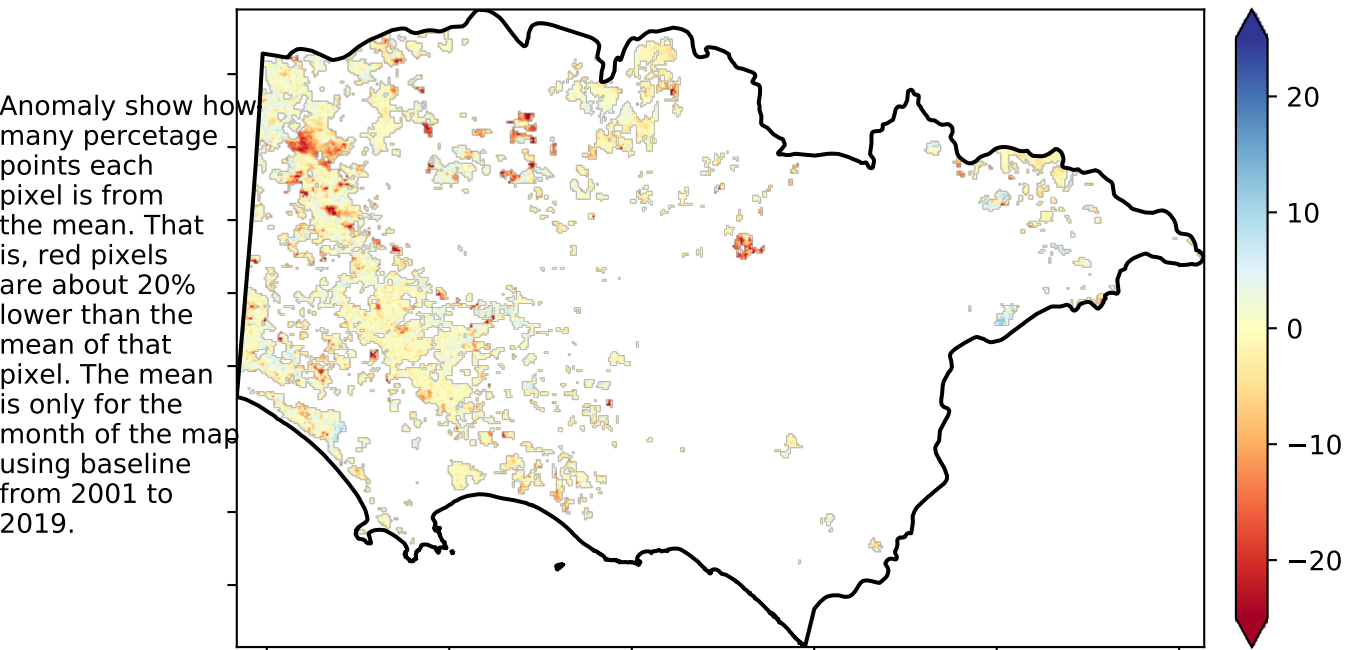 Anomaly show how
many percetage
points each
pixel is from
the mean. That
is, red pixels
are about 20%
lower than the
mean of that
pixel. The mean
is only for the
month of the map
using baseline
from 2001 to
2019.
20
10
0
−10
−20